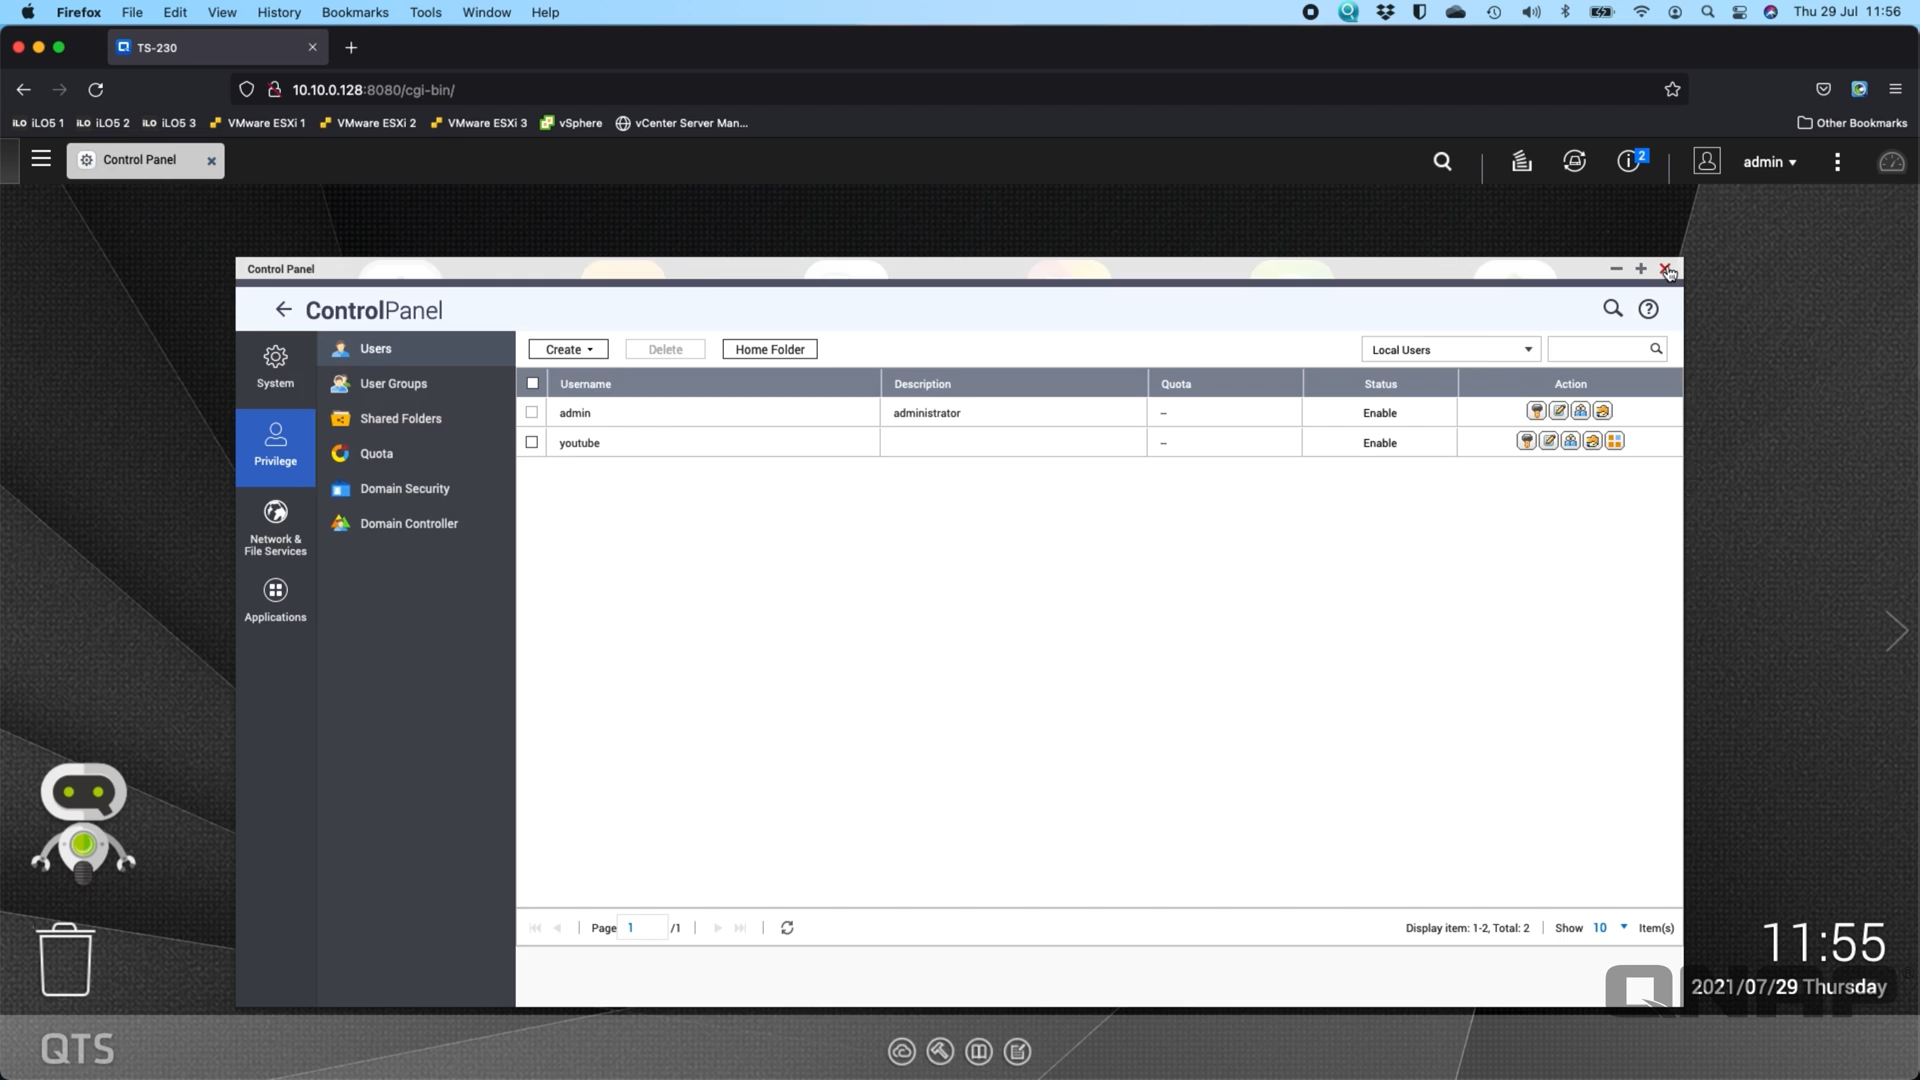 Firefox File Edit View History Bookmarks Tools Window Help Thu 29 Jul 11:56
TS-230
10.10.0.128:8080/cgi-bin/
iLO iLO5 1 iLO iLO5 2 iLO iLO5 3 VMware ESXi 1 VMware ESXi 2 VMware ESXi 3 vSphere vCenter Server Man... Other Bookmarks
Control Panel 2 admin
Control Panel
ControlPanel
System
Privilege
Network &
File Services
Applications
Users
User Groups
Shared Folders
Quota
Domain Security
Domain Controller
Create Delete Home Folder Local Users
Username Description Quota Status Action
admin administrator -- Enable
youtube -- Enable
Page 1 /1 Display item: 1-2, Total: 2 Show 10 Item(s)
11:55
2021/07/29 Thursday
QTS